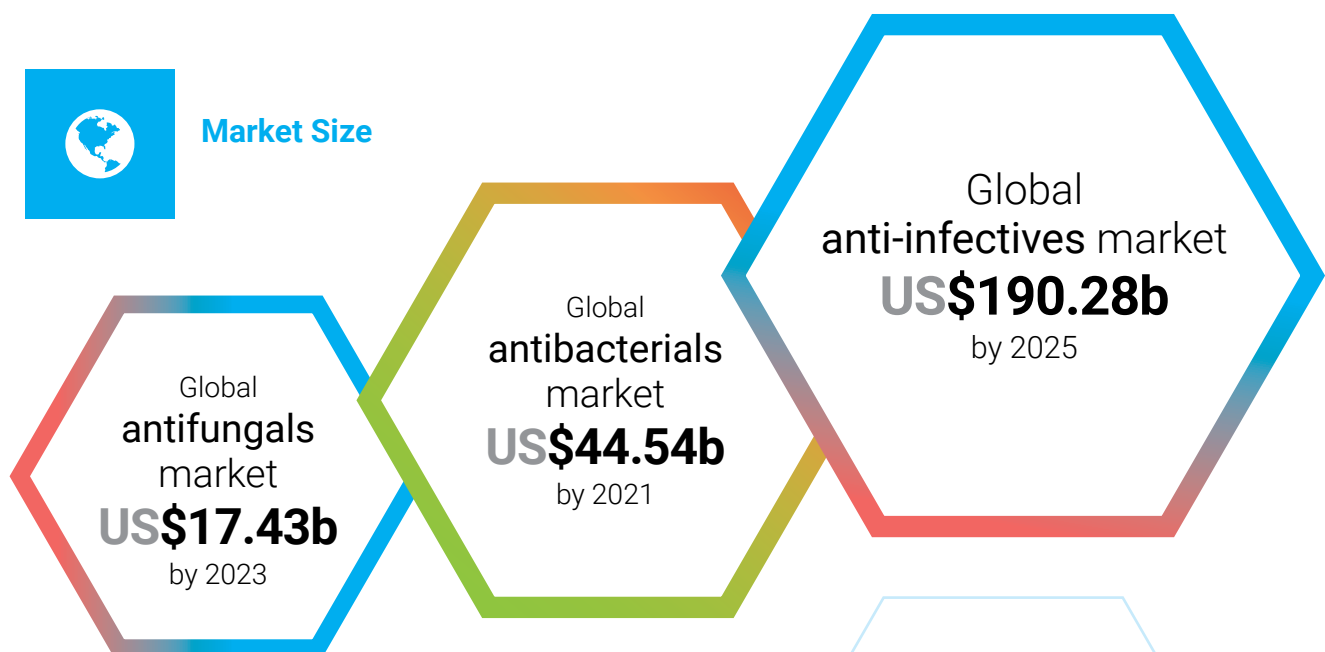 Market Size
Global
antifungals
market
US$17.43b
by 2023
Global
antibacterials
market
US$44.54b
by 2021
Global
anti-infectives market
US$190.28b
by 2025